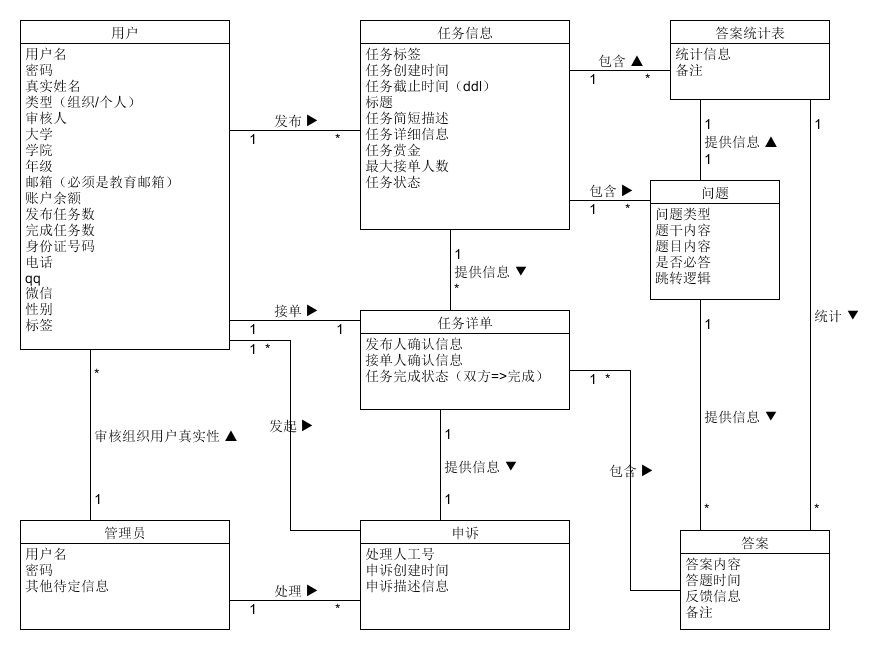 用户
用户名
密码
真实姓名
类型（组织/个人）
审核人
大学
学院
年级
邮箱（必须是教育邮箱）
账户余额
发布任务数
完成任务数
身份证号码
电话
qq
微信
性别
标签
发布 ▶
1 *
任务信息
任务标签
任务创建时间
任务截止时间（ddl）
标题
任务简短描述
任务详细信息
任务赏金
最大接单人数
任务状态
包含 ▲
1 *
答案统计表
统计信息
备注
1
提供信息 ▲
1
1
包含 ▶
1 *
问题
问题类型
题干内容
题目内容
是否必答
跳转逻辑
1
提供信息 ▼
*
接单 ▶
1 1
1 *
任务详单
发布人确认信息
接单人确认信息
任务完成状态（双方=>完成）
1 *
统计 ▼
1
提供信息 ▼
*
*
审核组织用户真实性 ▲
1
发起 ▶
1
提供信息 ▼
1
包含 ▶
*
管理员
用户名
密码
其他待定信息
处理 ▶
1 *
申诉
处理人工号
申诉创建时间
申诉描述信息
答案
答案内容
答题时间
反馈信息
备注